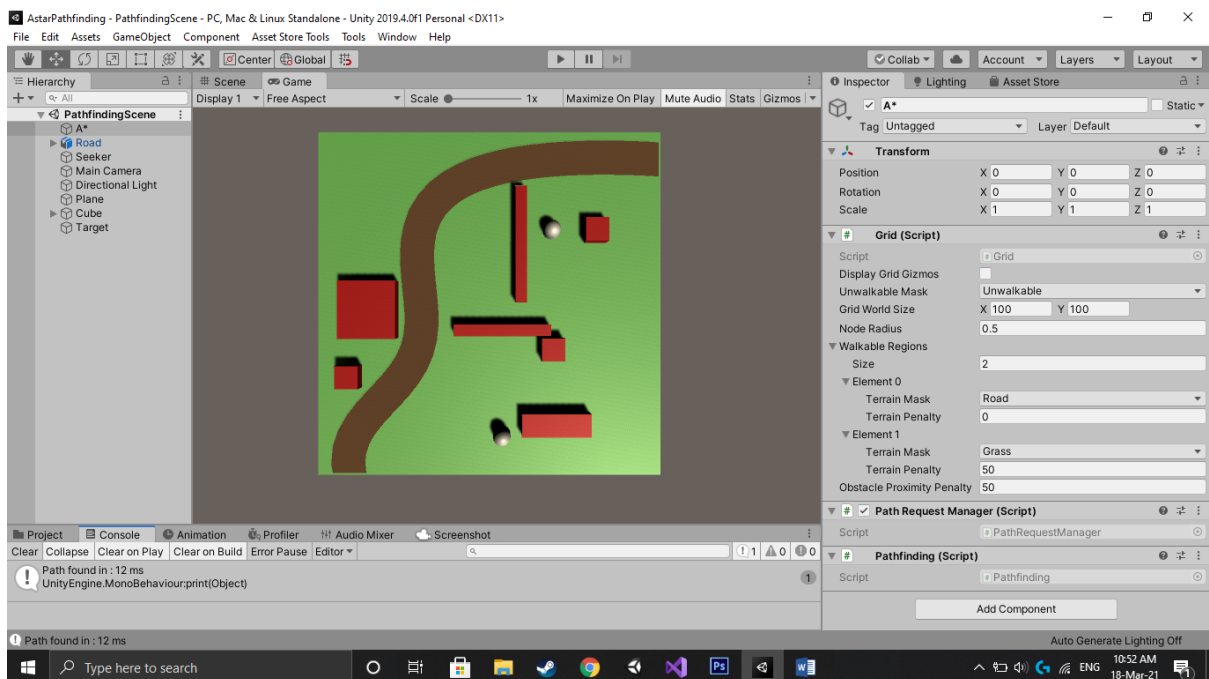 AstarPathfinding - PathfindingScene - PC, Mac & Linux Standalone - Unity 2019.4.0f1 Personal <DX11>
File Edit Assets GameObject Component Asset Store Tools Tools Window Help
Center Global Collab Account Layers Layout
Hierarchy
All
PathfindingScene
A*
Road
Seeker
Main Camera
Directional Light
Plane
Cube
Target
Scene Game
Display 1 Free Aspect Scale 1x Maximize On Play Mute Audio Stats Gizmos
Inspector Lighting Asset Store
A* Static
Tag Untagged Layer Default
Transform
Position X 0 Y 0 Z 0
Rotation X 0 Y 0 Z 0
Scale X 1 Y 1 Z 1
# Grid (Script)
Script # Grid
Display Grid Gizmos
Unwalkable Mask Unwalkable
Grid World Size X 100 Y 100
Node Radius 0.5
Walkable Regions
Size 2
Element 0
Terrain Mask Road
Terrain Penalty 0
Element 1
Terrain Mask Grass
Terrain Penalty 50
Obstacle Proximity Penalty 50
# Path Request Manager (Script)
Script # PathRequestManager
# Pathfinding (Script)
Script # Pathfinding
Add Component
Project Console Animation Profiler Audio Mixer Screenshot
Clear Collapse Clear on Play Clear on Build Error Pause Editor 1 0 0
Path found in : 12 ms
UnityEngine.MonoBehaviour:print(Object) 1
Path found in : 12 ms Auto Generate Lighting Off
Type here to search Ps ENG 10:52 AM
18-Mar-21